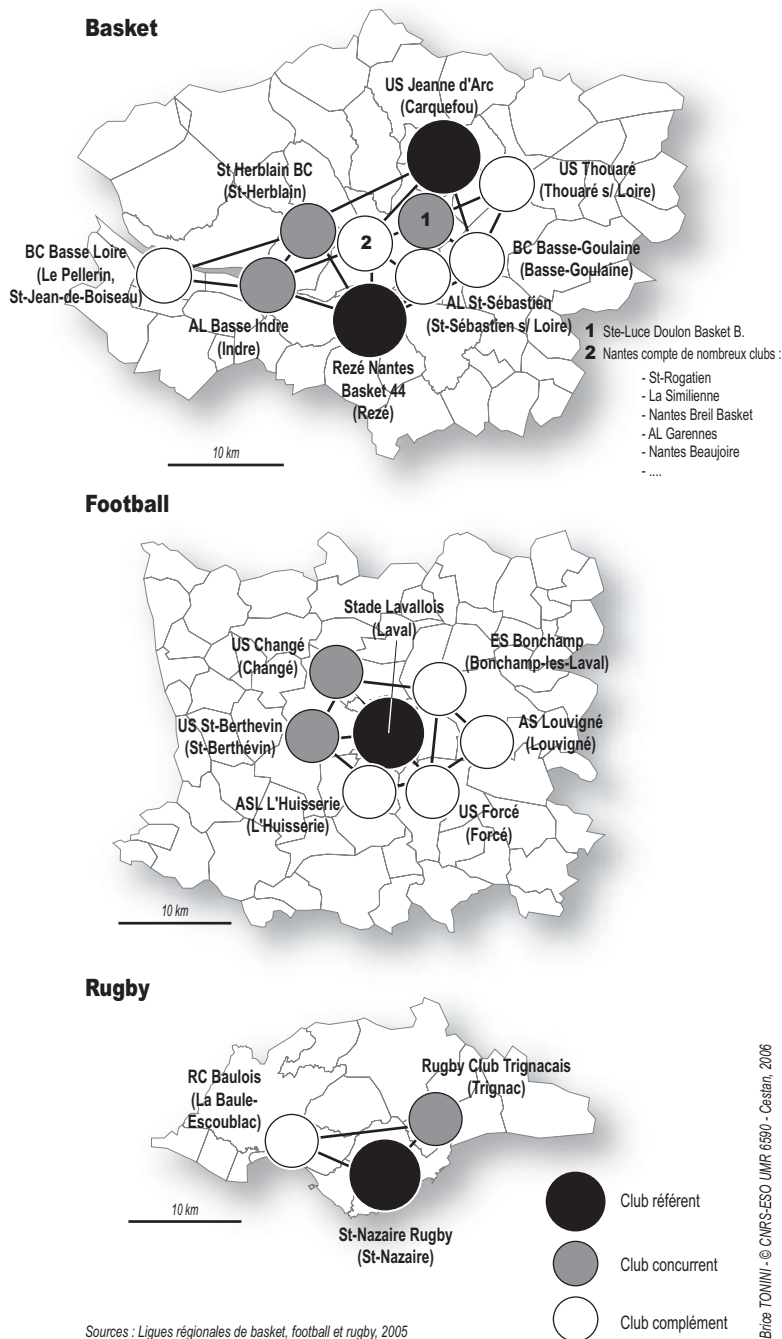 Basket
US Jeanne d'Arc
(Carquefou)
St Herblain BC
(St-Herblain)
US Thouaré
(Thouaré s/ Loire)
1
2
BC Basse Loire
(Le Pellerin,
St-Jean-de-Boiseau)
BC Basse-Goulaine
(Basse-Goulaine)
AL Basse Indre
(Indre)
AL St-Sébastien
(St-Sébastien s/ Loire)
Rezé Nantes
Basket 44
(Rezé)
1 Ste-Luce Doulon Basket B.
2 Nantes compte de nombreux clubs :
- St-Rogatien
- La Similienne
- Nantes Breil Basket
- AL Garennes
- Nantes Beaujoire
- ....
10 km
Football
Stade Lavallois
(Laval)
US Changé
(Changé)
ES Bonchamp
(Bonchamp-les-Laval)
US St-Berthevin
(St-Berthévin)
AS Louvigné
(Louvigné)
ASL L'Huisserie
(L'Huisserie)
US Forcé
(Forcé)
10 km
Rugby
RC Baulois
(La Baule-
Escoublac)
Rugby Club Trignacais
(Trignac)
St-Nazaire Rugby
(St-Nazaire)
10 km
Club référent
Club concurrent
Club complément
Sources : Ligues régionales de basket, football et rugby, 2005
Brice TONINI - © CNRS-ESO UMR 6590 - Cestan, 2006